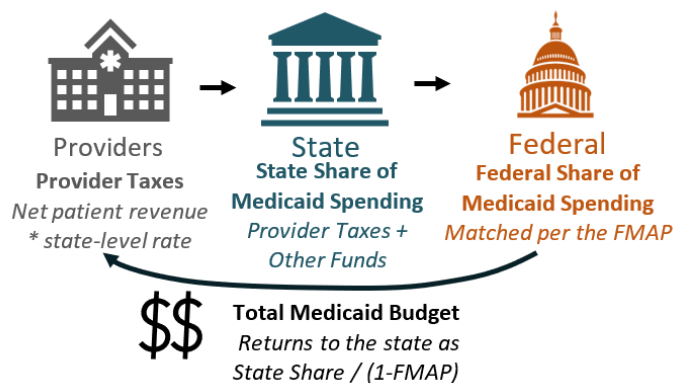 Providers
Provider Taxes
Net patient revenue
* state-level rate
State
State Share of
Medicaid Spending
Provider Taxes +
Other Funds
Federal
Federal Share of
Medicaid Spending
Matched per the FMAP
$$
Total Medicaid Budget
Returns to the state as
State Share / (1-FMAP)